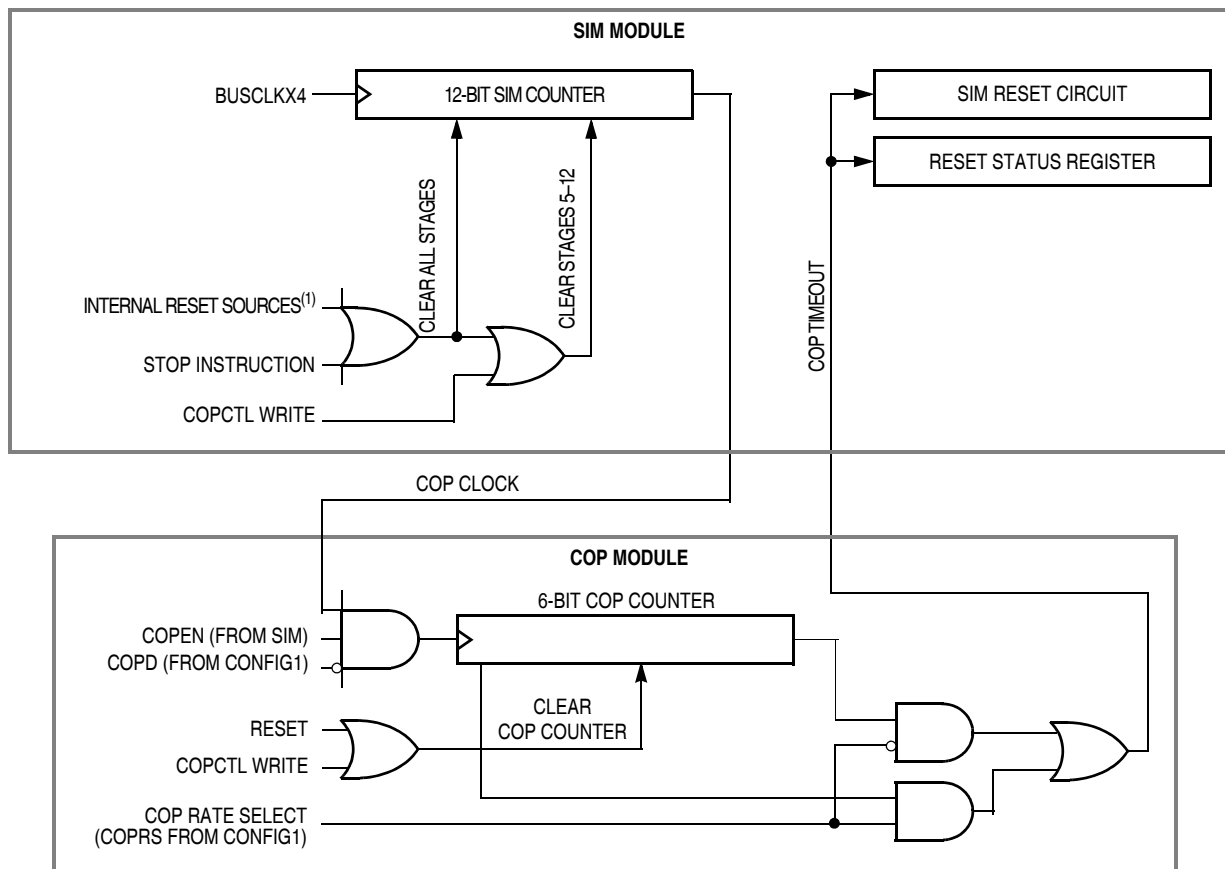 SIM MODULE
BUSCLKX4
12-BIT SIM COUNTER
SIM RESET CIRCUIT
RESET STATUS REGISTER
CLEAR ALL STAGES
CLEAR STAGES 5–12
COP TIMEOUT
INTERNAL RESET SOURCES(1)
STOP INSTRUCTION
COPCTL WRITE
COP CLOCK
COP MODULE
6-BIT COP COUNTER
COPEN (FROM SIM)
COPD (FROM CONFIG1)
CLEAR
COP COUNTER
RESET
COPCTL WRITE
COP RATE SELECT
(COPRS FROM CONFIG1)